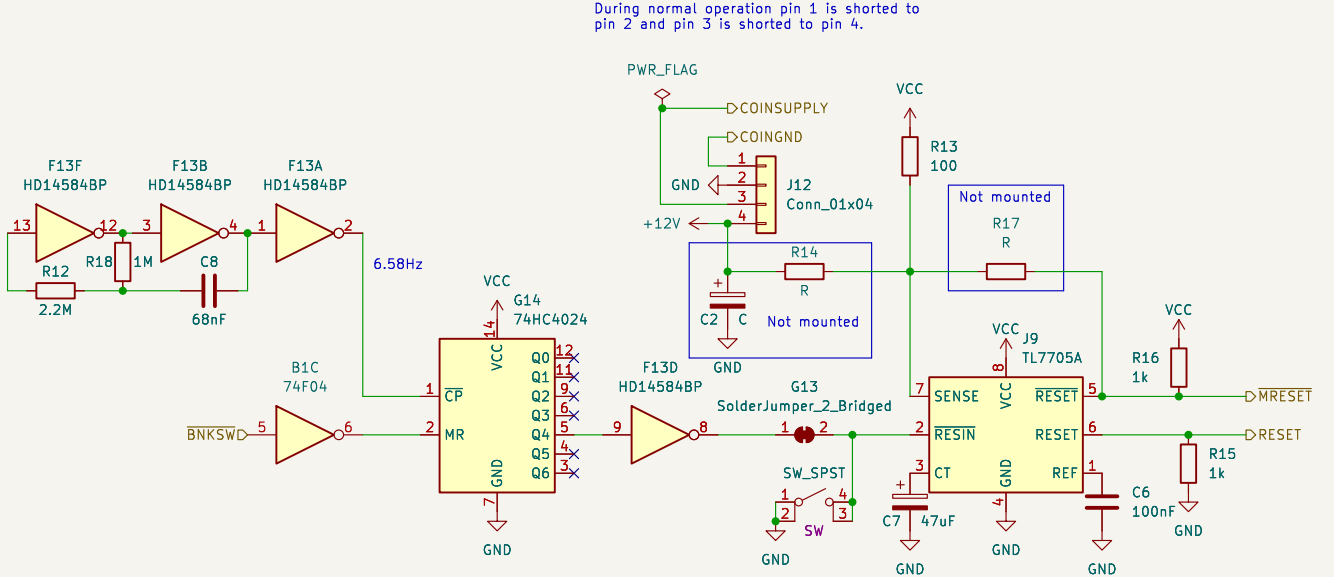 During normal operation pin 1 is shorted to
pin 2 and pin 3 is shorted to pin 4.
PWR_FLAG
COINSUPPLY
COINGND
1
2
3
4
GND
+12V
J12
Conn_01x04
VCC
R13
100
Not mounted
R17
R
R14
R
C2
C
+
Not mounted
GND
F13F
HD14584BP
13
12
F13B
HD14584BP
3
4
F13A
HD14584BP
1
2
R18
1M
C8
68nF
R12
2.2M
6.58Hz
VCC
G14
74HC4024
14
VCC
Q0
12
Q1
11
Q2
9
Q3
6
Q4
5
Q5
4
Q6
3
1
CP
2
MR
GND
7
GND
B1C
74F04
BNKSW
5
6
F13D
HD14584BP
9
8
G13
SolderJumper_2_Bridged
1
2
SW_SPST
1
2
4
3
SW
GND
VCC
J9
TL7705A
8
VCC
7
SENSE
2
RESIN
3
CT
RESET
5
RESET
6
REF
1
GND
4
GND
+
C7
47uF
GND
C6
100nF
GND
VCC
R16
1k
MRESET
RESET
R15
1k
GND